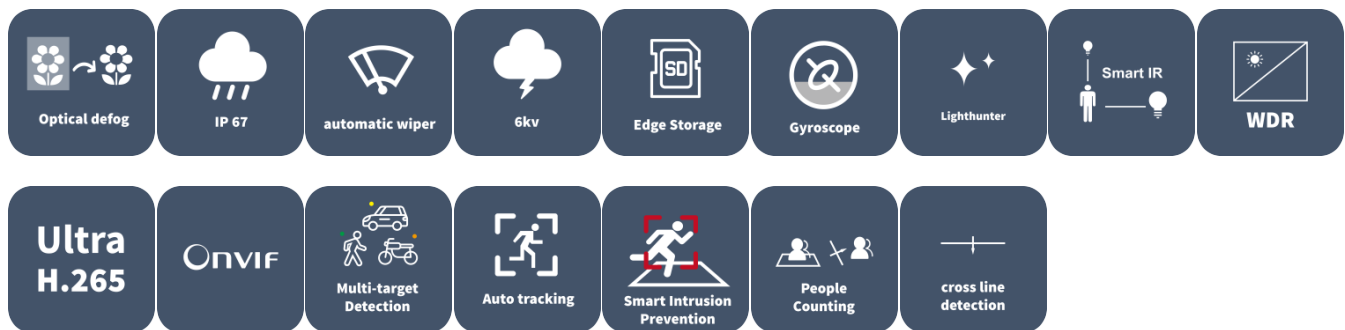 Optical defog
IP 67
automatic wiper
6kv
SD
Edge Storage
Gyroscope
Lighthunter
Smart IR
WDR
Ultra
H.265
Onvif
Multi-target
Detection
Auto tracking
Smart Intrusion
Prevention
People
Counting
cross line
detection